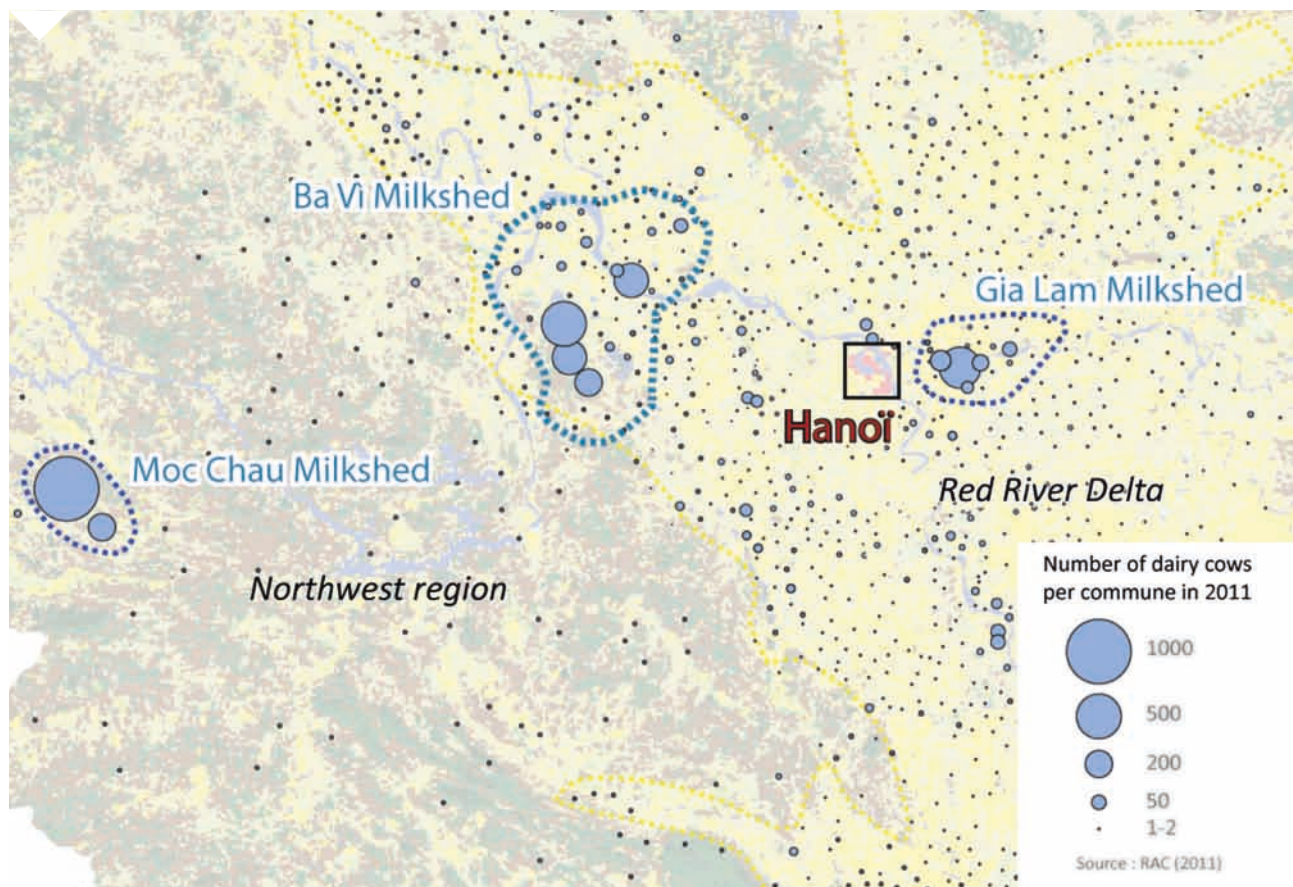 Ba Vì Milkshed
Gia Lam Milkshed
Hanoï
Moc Chau Milkshed
Red River Delta
Northwest region
Number of dairy cows
per commune in 2011
1000
500
200
50
1-2
Source : RAC (2011)